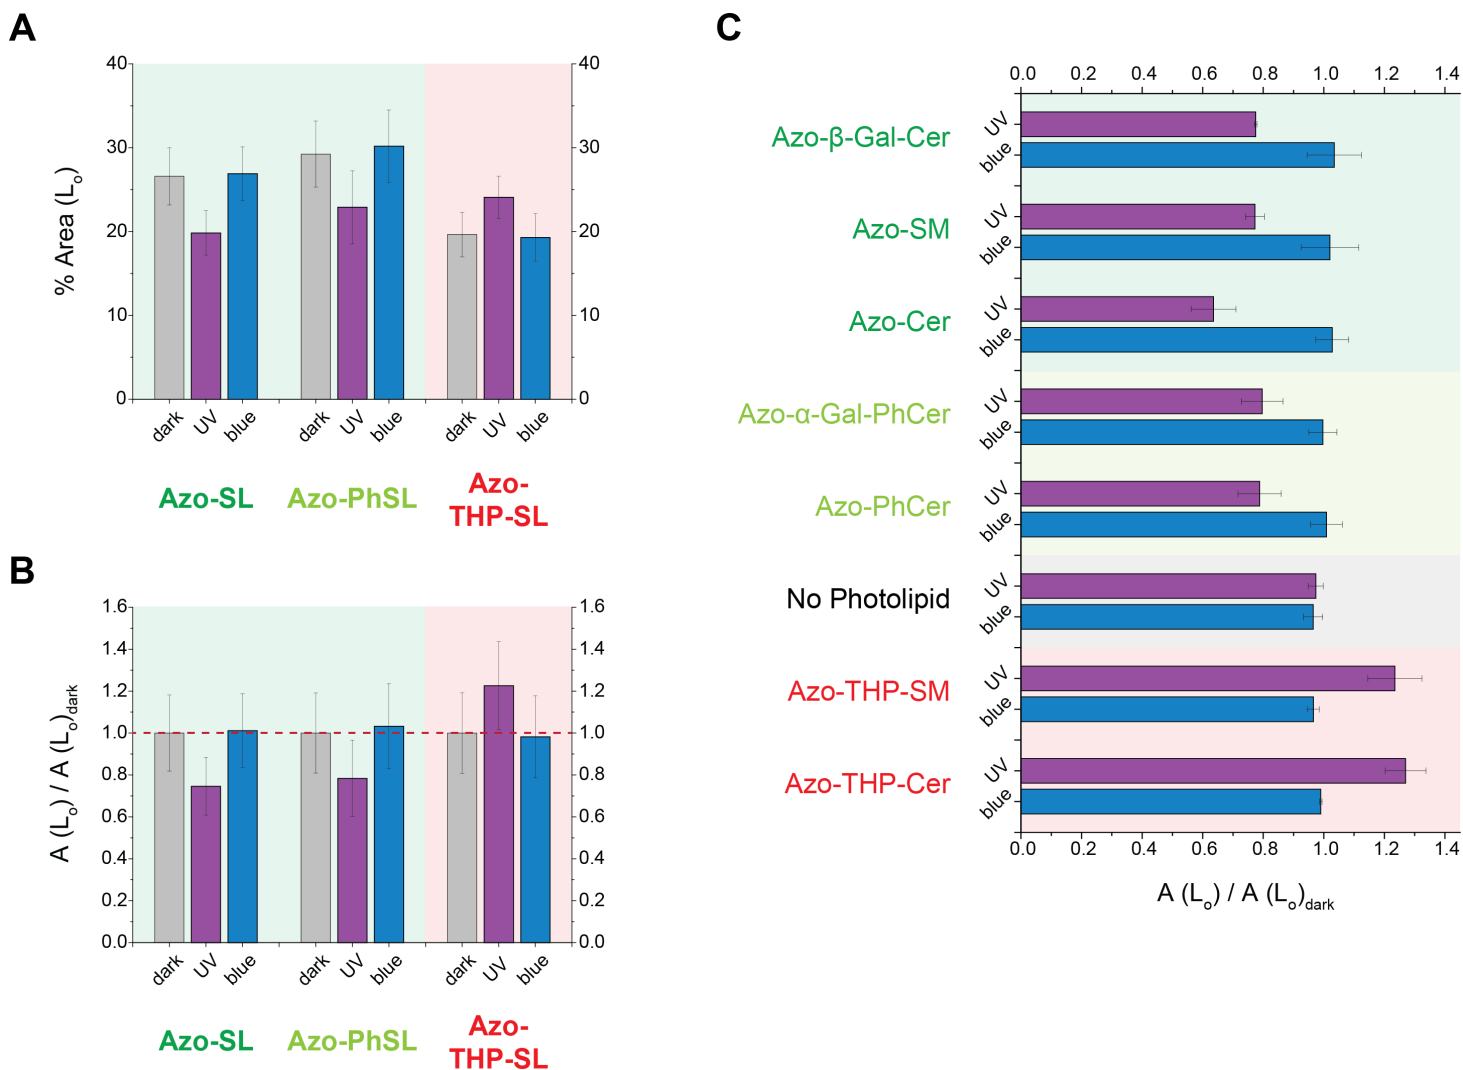 A
40
30
20
10
0
40
30
20
10
0
% Area (Lo)
dark UV blue dark UV blue dark UV blue
Azo-SL
Azo-PhSL
Azo-
THP-SL
B
1.6
1.4
1.2
1.0
0.8
0.6
0.4
0.2
0.0
1.6
1.4
1.2
1.0
0.8
0.6
0.4
0.2
0.0
A (Lo) / A (Lo)dark
dark UV blue dark UV blue dark UV blue
Azo-SL
Azo-PhSL
Azo-
THP-SL
C
0.0 0.2 0.4 0.6 0.8 1.0 1.2 1.4
Azo-β-Gal-Cer
UV
blue
Azo-SM
UV
blue
Azo-Cer
UV
blue
Azo-α-Gal-PhCer
UV
blue
Azo-PhCer
UV
blue
No Photolipid
UV
blue
Azo-THP-SM
UV
blue
Azo-THP-Cer
UV
blue
0.0 0.2 0.4 0.6 0.8 1.0 1.2 1.4
A (Lo) / A (Lo)dark